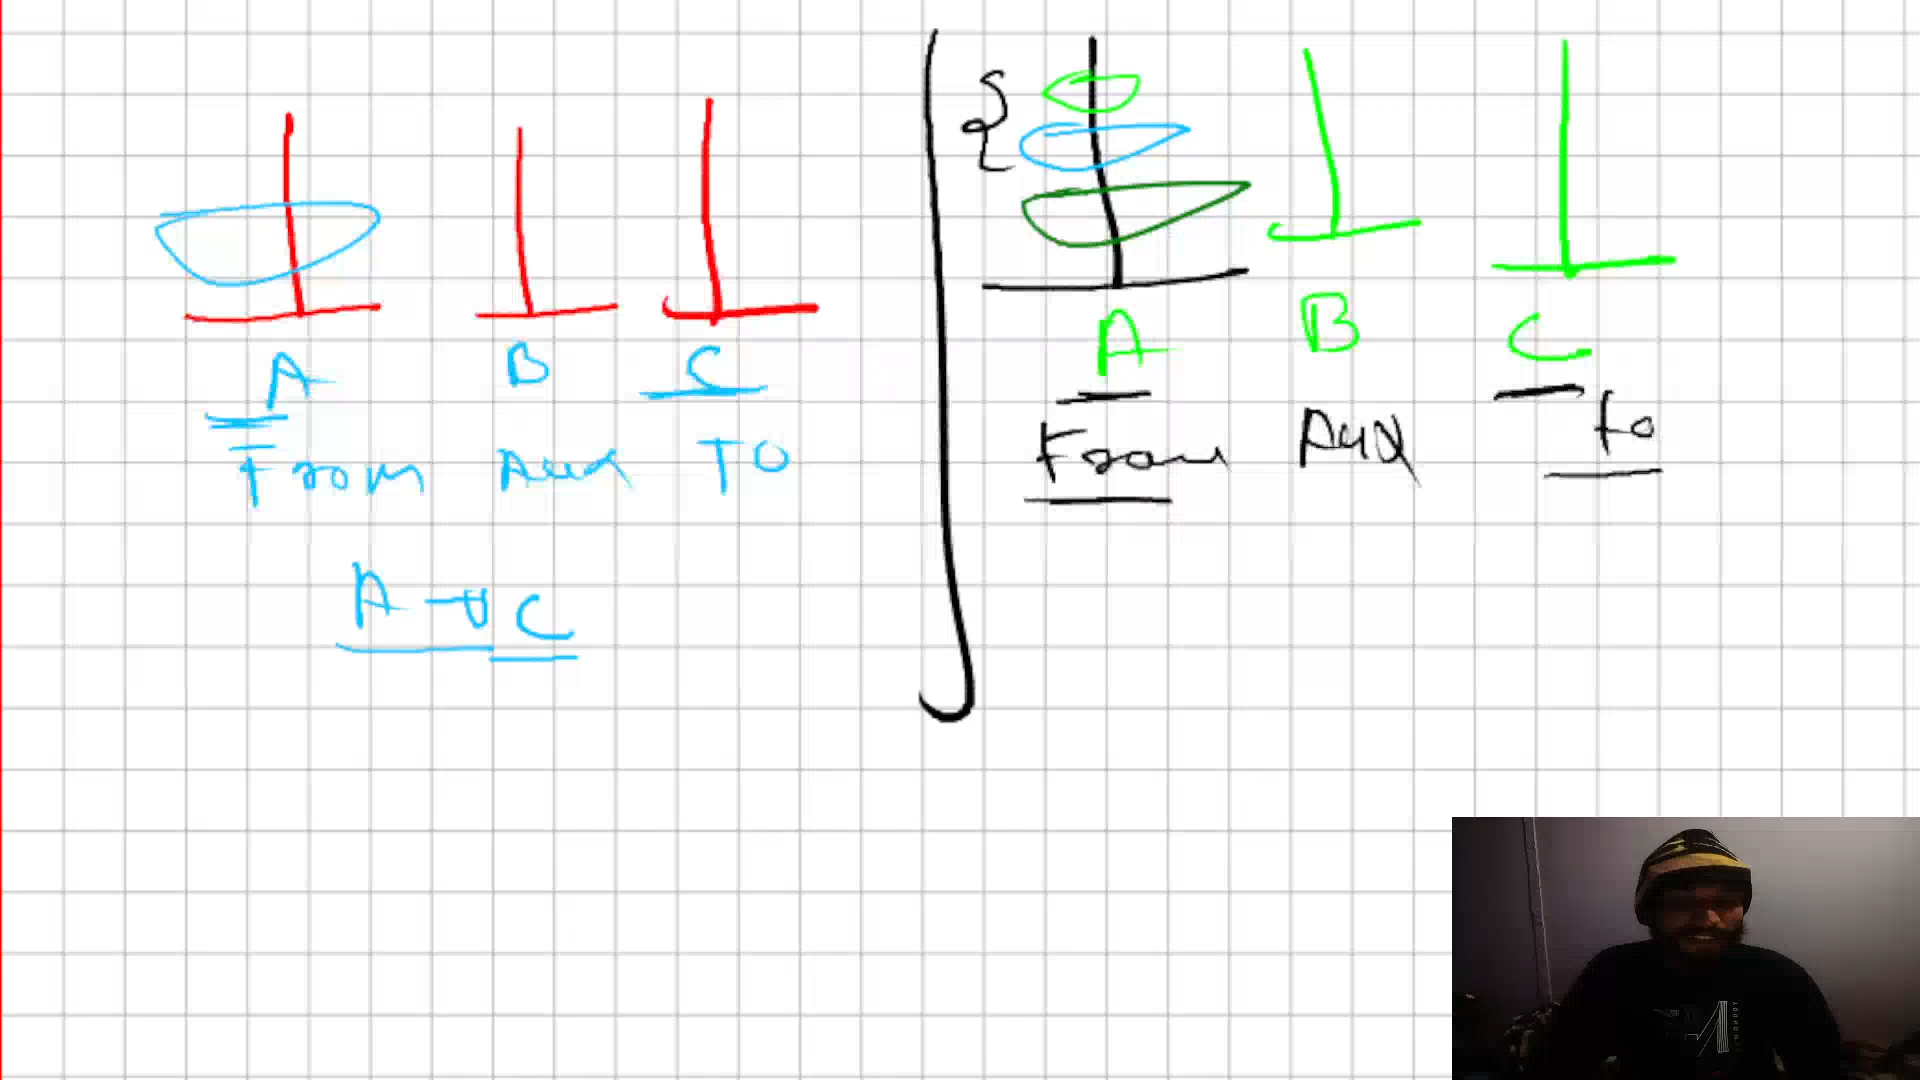 A B C
From Aux TO
A → C
A B C
From Aux to